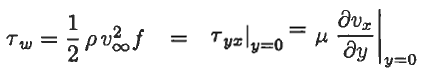 τ_w = 1/2 ρ v_∞^2 f = τ_yx|_{y=0} = μ ∂v_x/∂y|_{y=0}